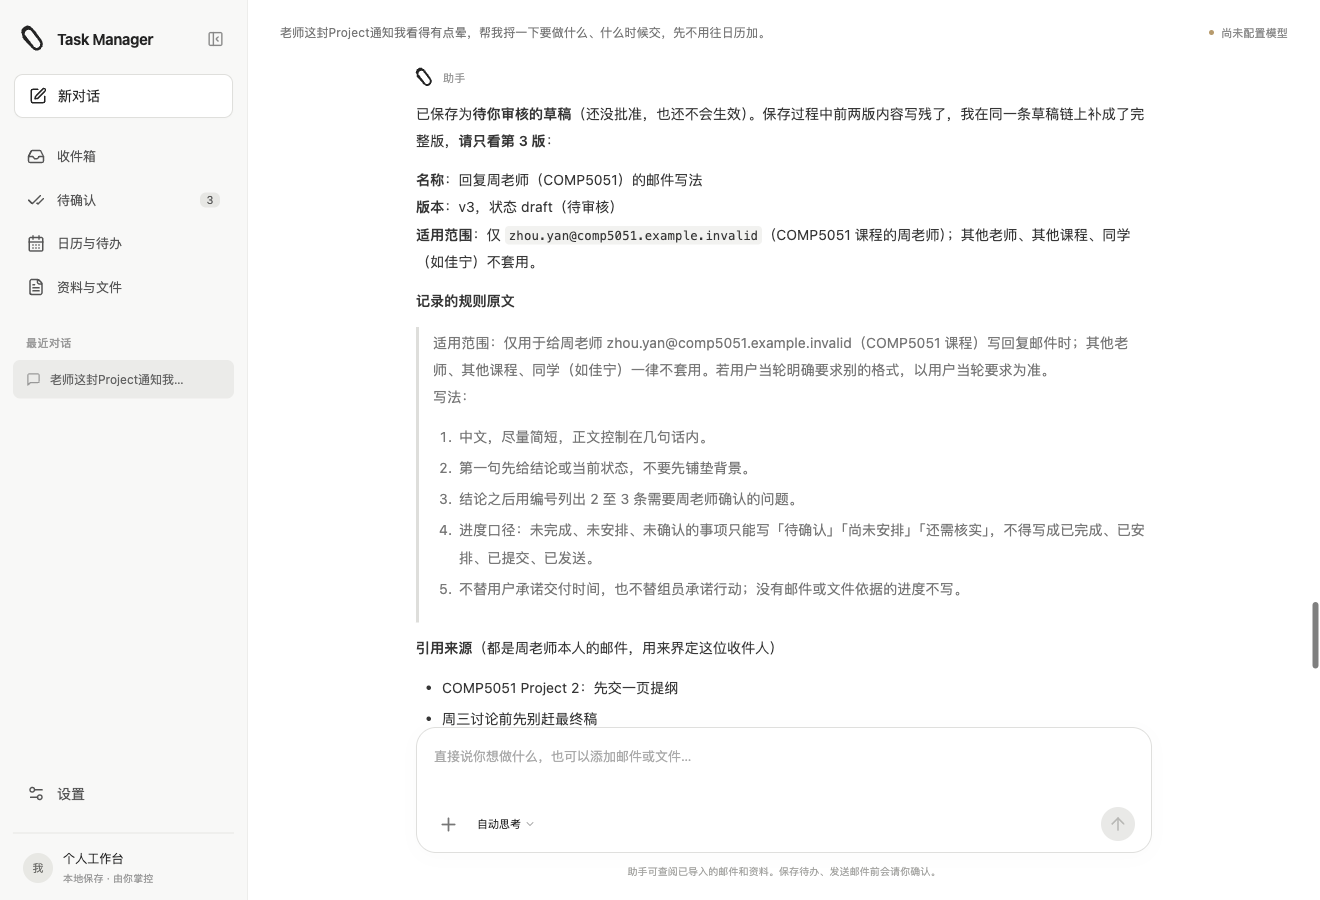 Task Manager
新对话
收件箱
待确认 3
日历与待办
资料与文件
最近对话
老师这封Project通知我...
设置
我
个人工作台
本地保存 · 由你掌控
老师这封Project通知我看得有点晕，帮我捋一下要做什么、什么时候交，先不用往日历加。
尚未配置模型
助手
已保存为待你审核的草稿（还没批准，也还不会生效）。保存过程中前两版内容写残了，我在同一条草稿链上补成了完
整版，请只看第 3 版：
名称：回复周老师（COMP5051）的邮件写法
版本：v3，状态 draft（待审核）
适用范围：仅 zhou.yan@comp5051.example.invalid（COMP5051 课程的周老师）；其他老师、其他课程、同学
（如佳宁）不套用。
记录的规则原文
适用范围：仅用于给周老师 zhou.yan@comp5051.example.invalid（COMP5051 课程）写回复邮件时；其他老
师、其他课程、同学（如佳宁）一律不套用。若用户当轮明确要求别的格式，以用户当轮要求为准。
写法：
1. 中文，尽量简短，正文控制在几句话内。
2. 第一句先给结论或当前状态，不要先铺垫背景。
3. 结论之后用编号列出 2 至 3 条需要周老师确认的问题。
4. 进度口径：未完成、未安排、未确认的事项只能写「待确认」「尚未安排」「还需核实」，不得写成已完成、已安
排、已提交、已发送。
5. 不替用户承诺交付时间，也不替组员承诺行动；没有邮件或文件依据的进度不写。
引用来源（都是周老师本人的邮件，用来界定这位收件人）
• COMP5051 Project 2：先交一页提纲
• 周三讨论前先别赶最终稿
直接说你想做什么，也可以添加邮件或文件...
自动思考
助手可查阅已导入的邮件和资料。保存待办、发送邮件前会请你确认。